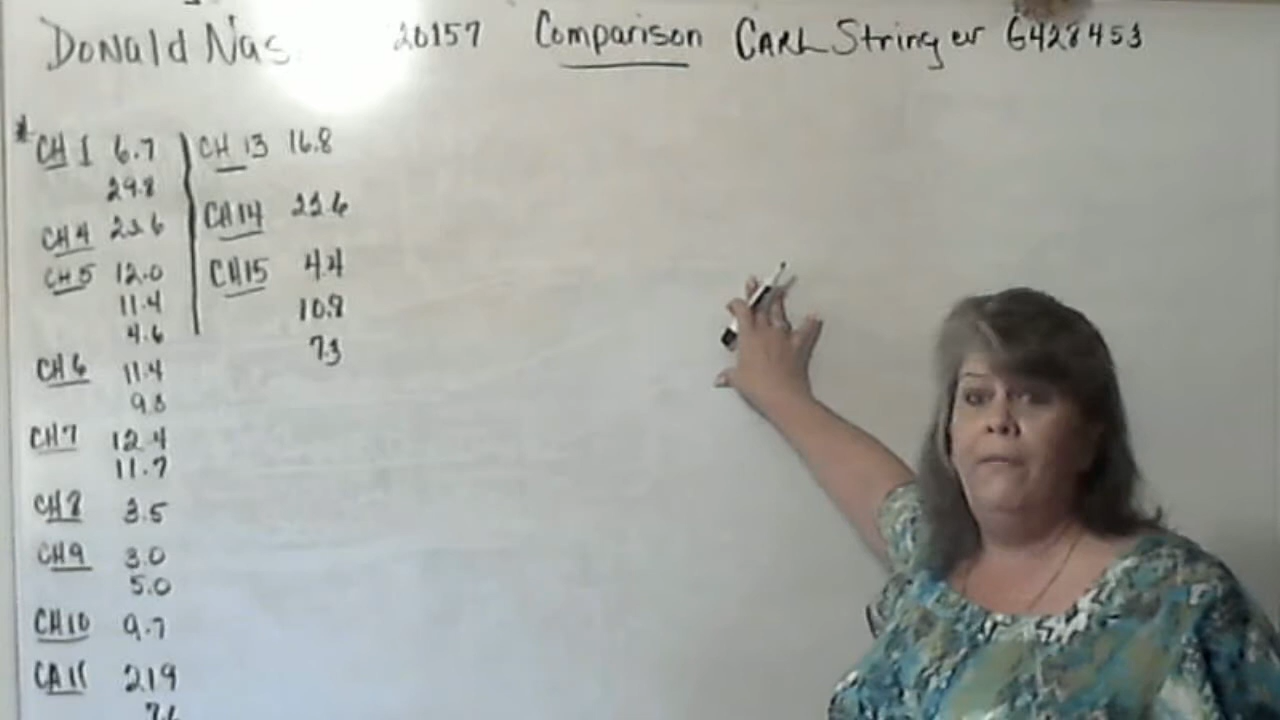 Donald Nas 20157 Comparison CARL Stringer 6428453
* CH 1 6.7
29.8
CH 4 23.6
CH 5 12.0
11.4
4.6
CH 6 11.4
9.8
CH 7 12.4
11.7
CH 8 3.5
CH 9 3.0
5.0
CH 10 9.7
CH 11 219
CH 13 16.8
CH 14 23.6
CH 15 4.4
10.8
7.3